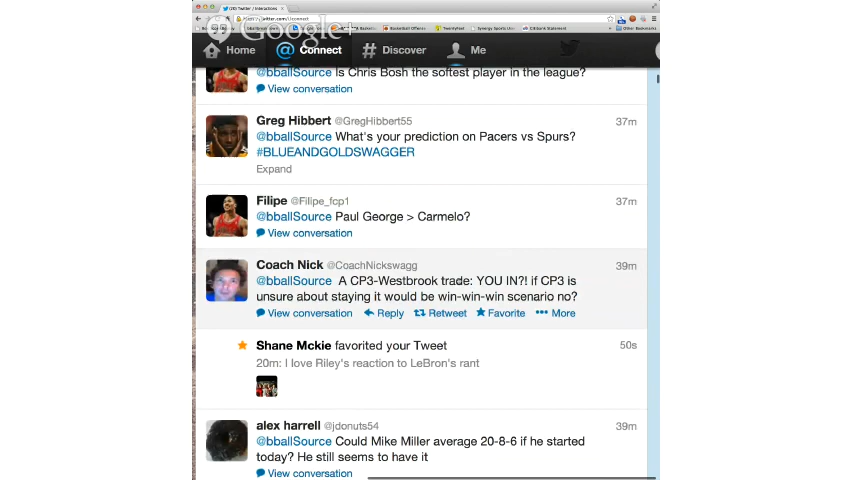 (20) Twitter / Interactions
Google+
Home
Connect
Discover
Me
@bballSource Is Chris Bosh the softest player in the league?
View conversation
Greg Hibbert @GregHibbert55 37m
@bballSource What's your prediction on Pacers vs Spurs?
#BLUEANDGOLDSWAGGER
Expand
Filipe @Filipe_fcp1 37m
@bballSource Paul George > Carmelo?
View conversation
Coach Nick @CoachNickswagg 39m
@bballSource A CP3-Westbrook trade: YOU IN?! if CP3 is
unsure about staying it would be win-win-win scenario no?
View conversation Reply Retweet Favorite More
Shane Mckie favorited your Tweet 50s
20m: I love Riley's reaction to LeBron's rant
alex harrell @jdonuts54 39m
@bballSource Could Mike Miller average 20-8-6 if he started
today? He still seems to have it
View conversation